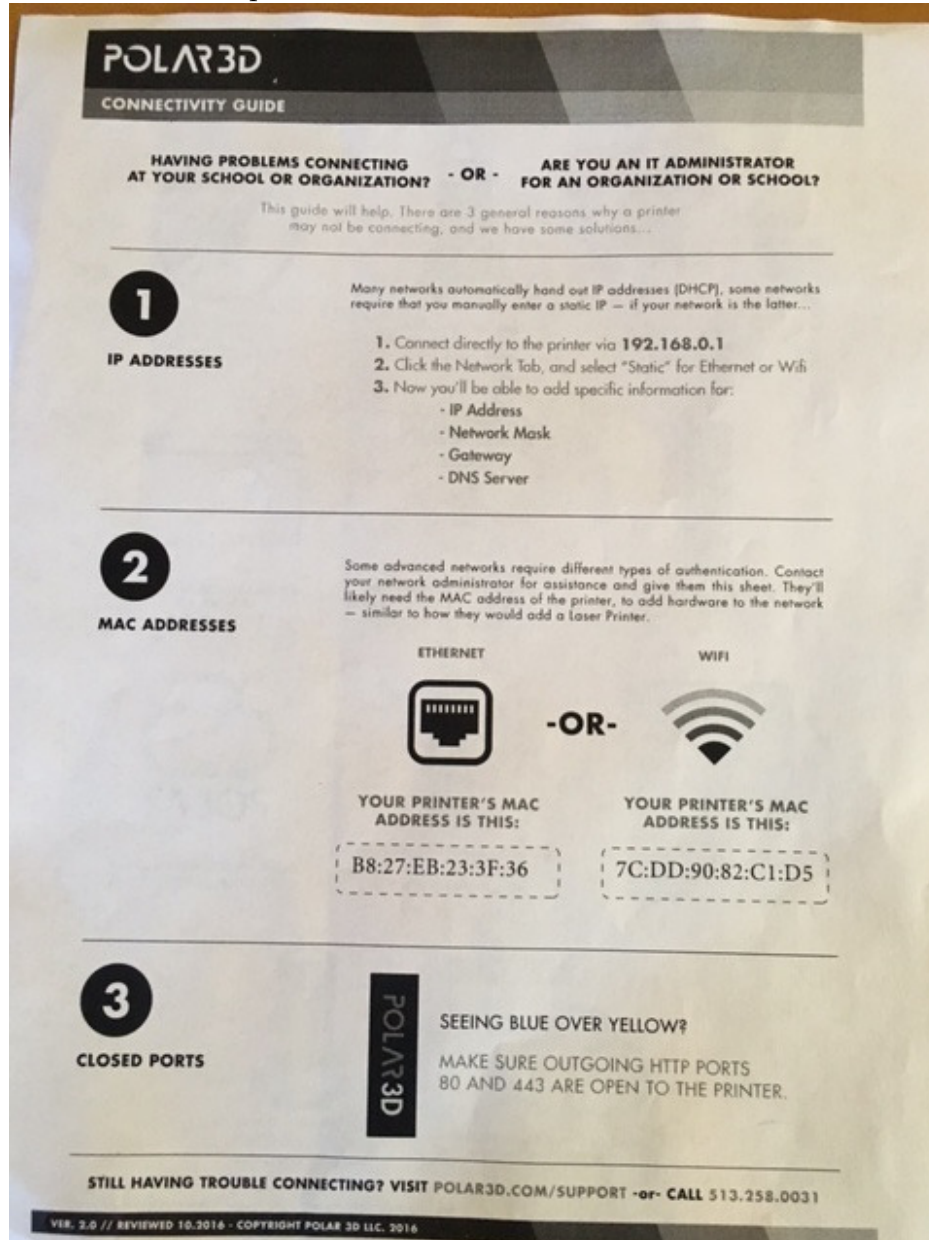 POLAR3D
CONNECTIVITY GUIDE
HAVING PROBLEMS CONNECTING
AT YOUR SCHOOL OR ORGANIZATION?
- OR -
ARE YOU AN IT ADMINISTRATOR
FOR AN ORGANIZATION OR SCHOOL?
This guide will help. There are 3 general reasons why a printer
may not be connecting, and we have some solutions...
1
IP ADDRESSES
Many networks automatically hand out IP addresses (DHCP), some networks
require that you manually enter a static IP — if your network is the latter...
1. Connect directly to the printer via 192.168.0.1
2. Click the Network Tab, and select "Static" for Ethernet or Wifi
3. Now you'll be able to add specific information for:
- IP Address
- Network Mask
- Gateway
- DNS Server
2
MAC ADDRESSES
Some advanced networks require different types of authentication. Contact
your network administrator for assistance and give them this sheet. They'll
likely need the MAC address of the printer, to add hardware to the network
— similar to how they would add a Laser Printer.
ETHERNET
-OR-
WIFI
YOUR PRINTER'S MAC
ADDRESS IS THIS:
B8:27:EB:23:3F:36
YOUR PRINTER'S MAC
ADDRESS IS THIS:
7C:DD:90:82:C1:D5
3
CLOSED PORTS
POLAR3D
SEEING BLUE OVER YELLOW?
MAKE SURE OUTGOING HTTP PORTS
80 AND 443 ARE OPEN TO THE PRINTER.
STILL HAVING TROUBLE CONNECTING? VISIT POLAR3D.COM/SUPPORT -or- CALL 513.258.0031
VER. 2.0 // REVIEWED 10.2016 - COPYRIGHT POLAR 3D LLC. 2016